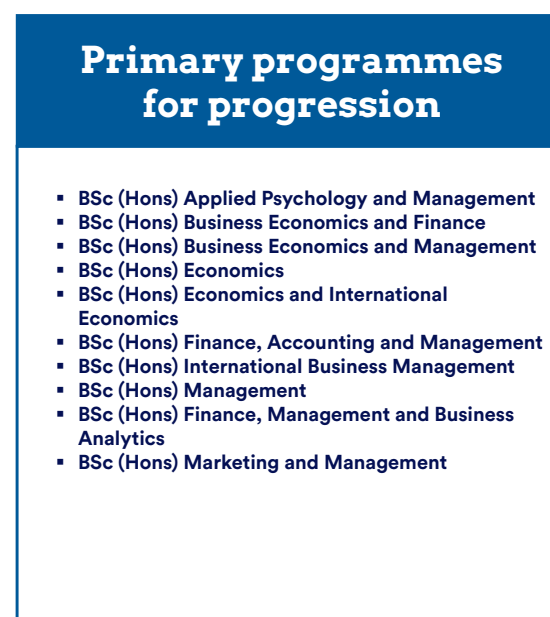 Primary programmes
for progression
▪ BSc (Hons) Applied Psychology and Management
▪ BSc (Hons) Business Economics and Finance
▪ BSc (Hons) Business Economics and Management
▪ BSc (Hons) Economics
▪ BSc (Hons) Economics and International
Economics
▪ BSc (Hons) Finance, Accounting and Management
▪ BSc (Hons) International Business Management
▪ BSc (Hons) Management
▪ BSc (Hons) Finance, Management and Business
Analytics
▪ BSc (Hons) Marketing and Management